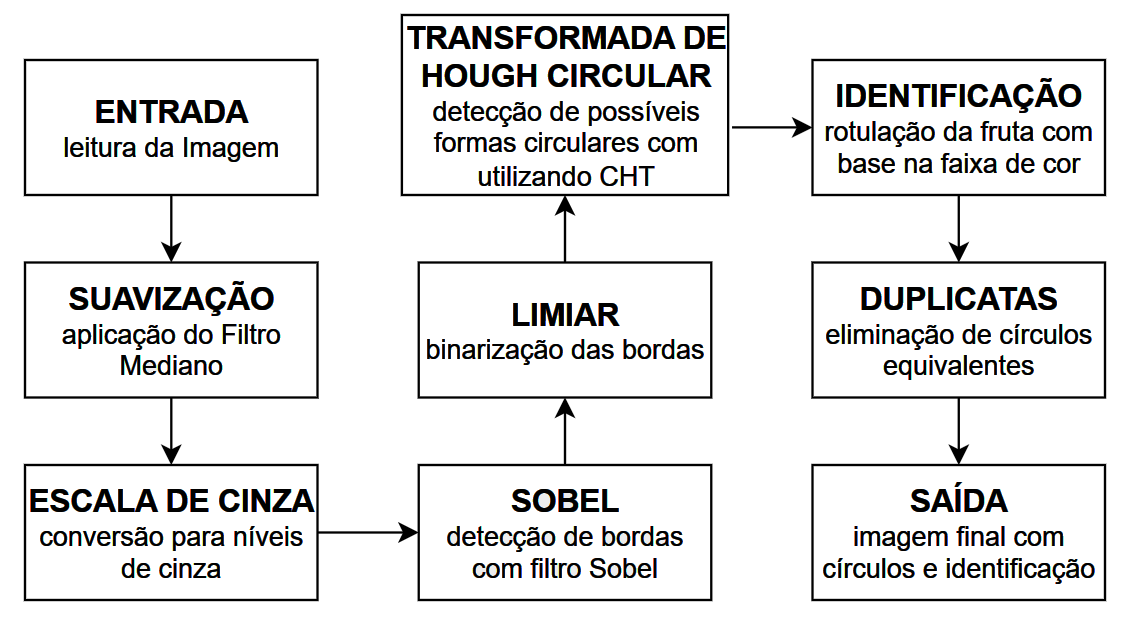 ENTRADA
leitura da Imagem
SUAVIZAÇÃO
aplicação do Filtro
Mediano
ESCALA DE CINZA
conversão para níveis
de cinza
SOBEL
detecção de bordas
com filtro Sobel
LIMIAR
binarização das bordas
TRANSFORMADA DE
HOUGH CIRCULAR
detecção de possíveis
formas circulares com
utilizando CHT
IDENTIFICAÇÃO
rotulação da fruta com
base na faixa de cor
DUPLICATAS
eliminação de círculos
equivalentes
SAÍDA
imagem final com
círculos e identificação